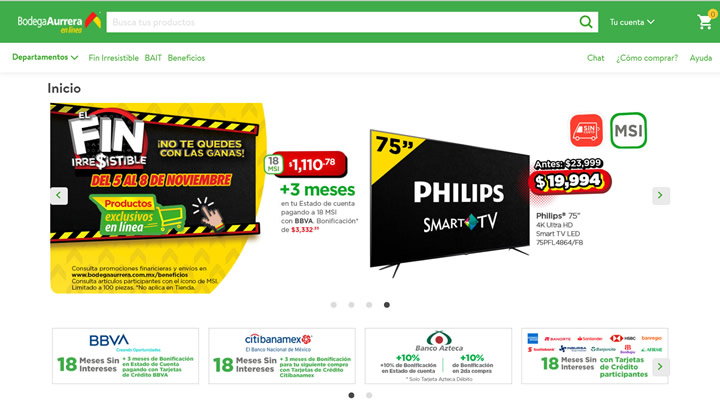 Bodega Aurrera
en línea
Busca tus productos
Tu cuenta
0
Departamentos
Fin Irresistible
BAIT
Beneficios
Chat
¿Cómo comprar?
Ayuda
Inicio
EL
FIN
IRRE$ISTIBLE
¡NO TE QUEDES
CON LAS GANAS!
DEL 5 AL 8 DE NOVIEMBRE
Productos
exclusivos
en línea
Consulta promociones financieras y envíos en
www.bodegaaurrera.com.mx/beneficios
Consulta artículos participantes con el ícono de MSI.
Limitado a 100 piezas. *No aplica en Tienda.
18
MSI
$1,110.78
+3 meses
en tu Estado de cuenta
pagando a 18 MSI
con BBVA. Bonificación*
de $3,332.33
75”
PHILIPS
SMART TV
SIN
MSI
Antes: $23,999
$19,994
Philips® 75"
4K Ultra HD
Smart TV LED
75PFL4864/F8
BBVA
Creando Oportunidades
18 Meses Sin Intereses
+ 3 meses de Bonificación
en Estado de Cuenta
pagando con Tarjetas
de Crédito BBVA
citibanamex
El Banco Nacional de México
18 Meses Sin Intereses
+ 3 meses de Bonificación
para tu siguiente compra
con Tarjetas de Crédito
Citibanamex
Banco Azteca
+10%
+10% de Bonificación
en Estado de cuenta
+10%
de Bonificación
en 2da compra
* Solo Tarjeta Azteca Débito
BANORTE
Santander
HSBC
banregio
Scotiabank
INBURSA
AFIRME
18 Meses Sin Intereses
con Tarjetas
de Crédito
participantes